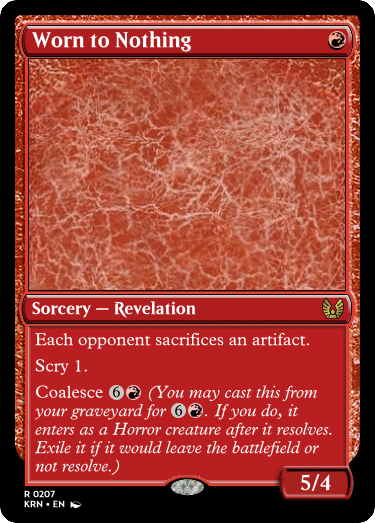 Worn to Nothing
Sorcery — Revelation
Each opponent sacrifices an artifact.
Scry 1.
Coalesce 6 (You may cast this from
your graveyard for 6. If you do, it
enters as a Horror creature after it resolves.
Exile it if it would leave the battlefield or
not resolve.)
5/4
R 0207
KRN • EN